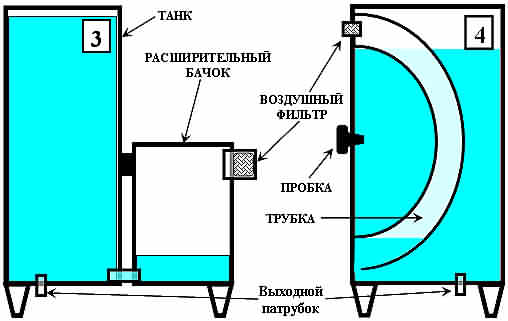 3
ТАНК
РАСШИРИТЕЛЬНЫЙ
БАЧОК
4
ВОЗДУШНЫЙ
ФИЛЬТР
ПРОБКА
ТРУБКА
Выходной
патрубок